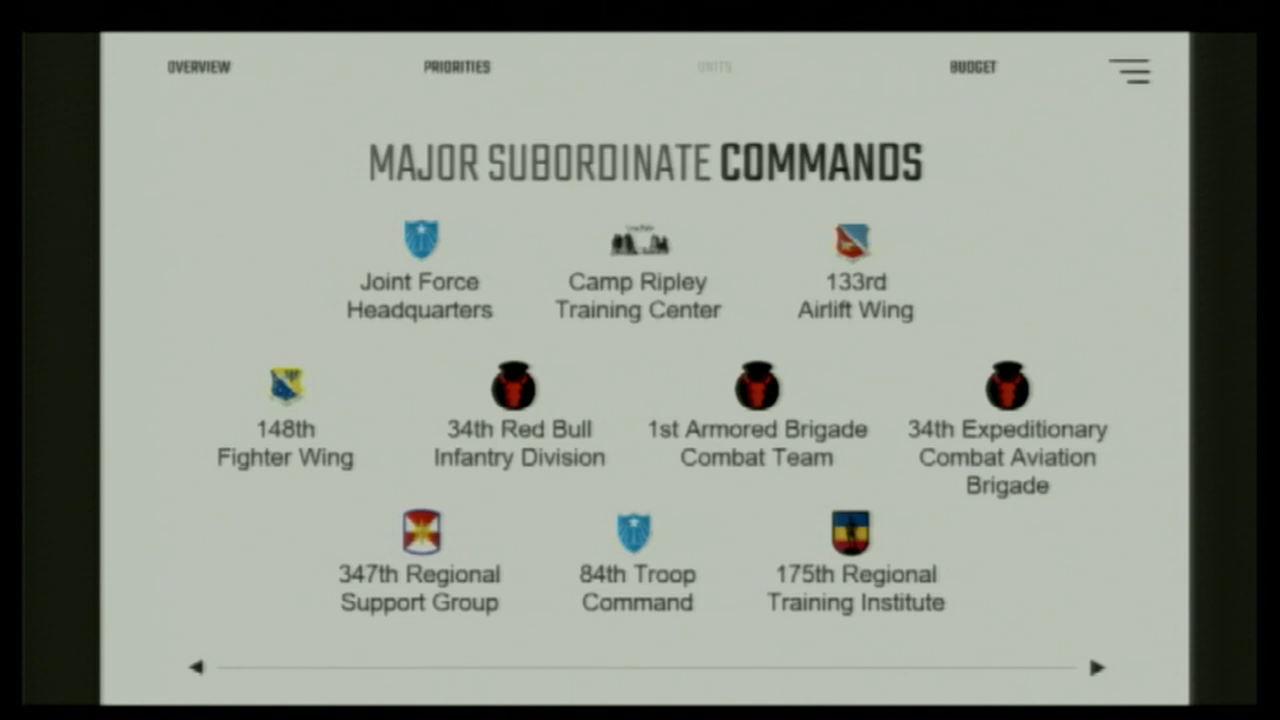 OVERVIEW PRIORITIES UNITS BUDGET
MAJOR SUBORDINATE COMMANDS
Joint Force
Headquarters
Camp Ripley
Training Center
133rd
Airlift Wing
148th
Fighter Wing
34th Red Bull
Infantry Division
1st Armored Brigade
Combat Team
34th Expeditionary
Combat Aviation
Brigade
347th Regional
Support Group
84th Troop
Command
175th Regional
Training Institute